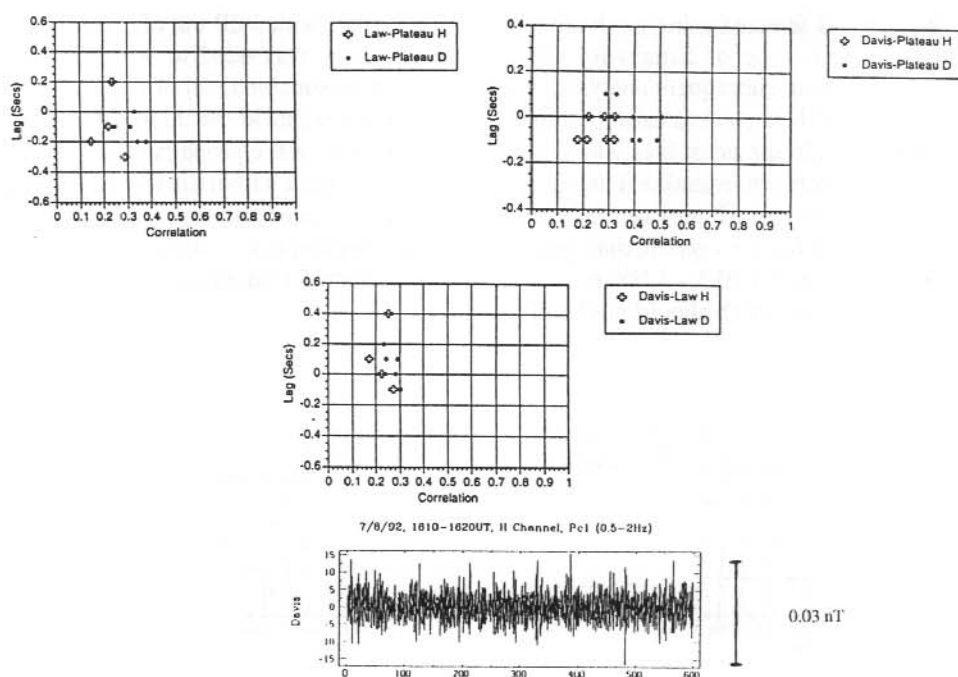 0.6
0.4
0.2
0
-0.2
-0.4
-0.6
Lag (Secs)
0 0.1 0.2 0.3 0.4 0.5 0.6 0.7 0.8 0.9 1
Correlation
Law-Plateau H
Law-Plateau D
0.4
0.2
0
-0.2
-0.4
Lag (Secs)
0 0.1 0.2 0.3 0.4 0.5 0.6 0.7 0.8 0.9 1
Correlation
Davis-Plateau H
Davis-Plateau D
0.6
0.4
0.2
0
-0.2
-0.4
-0.6
Lag (Secs)
0 0.1 0.2 0.3 0.4 0.5 0.6 0.7 0.8 0.9 1
Correlation
Davis-Law H
Davis-Law D
7/8/92, 1610-1620UT, H Channel, Pc1 (0.5-2Hz)
15
10
5
0
-5
-10
-15
Davis
0 100 200 300 400 500 600
0.03 nT